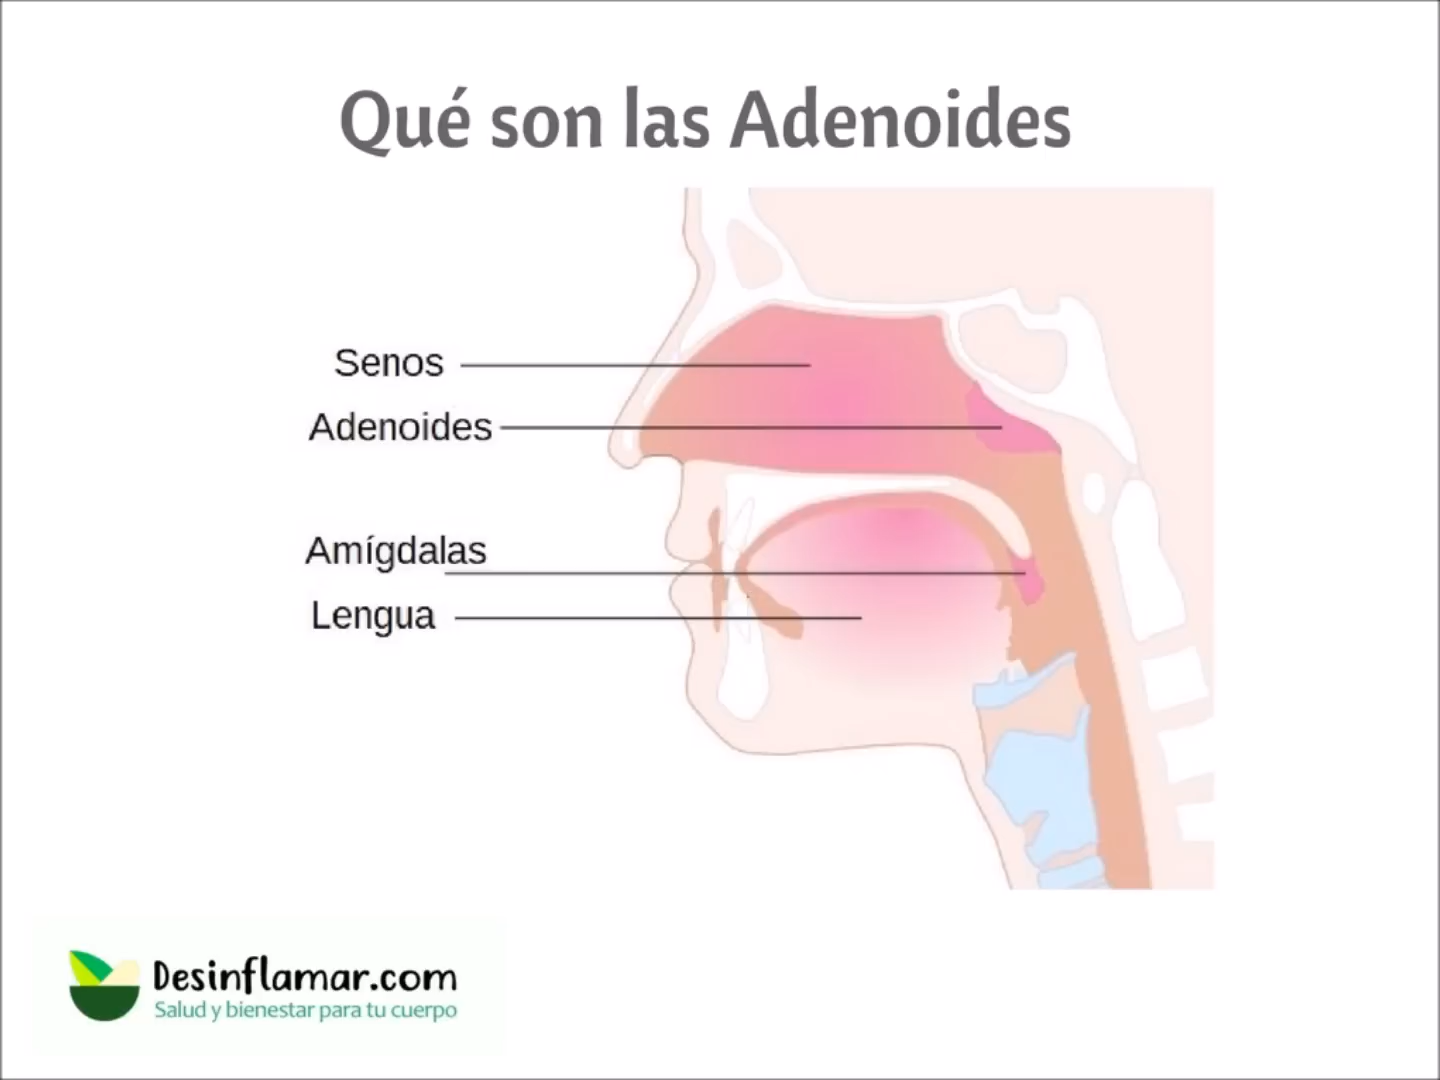 Qué son las Adenoides
Senos
Adenoides
Amígdalas
Lengua
Desinflamar.com
Salud y bienestar para tu cuerpo